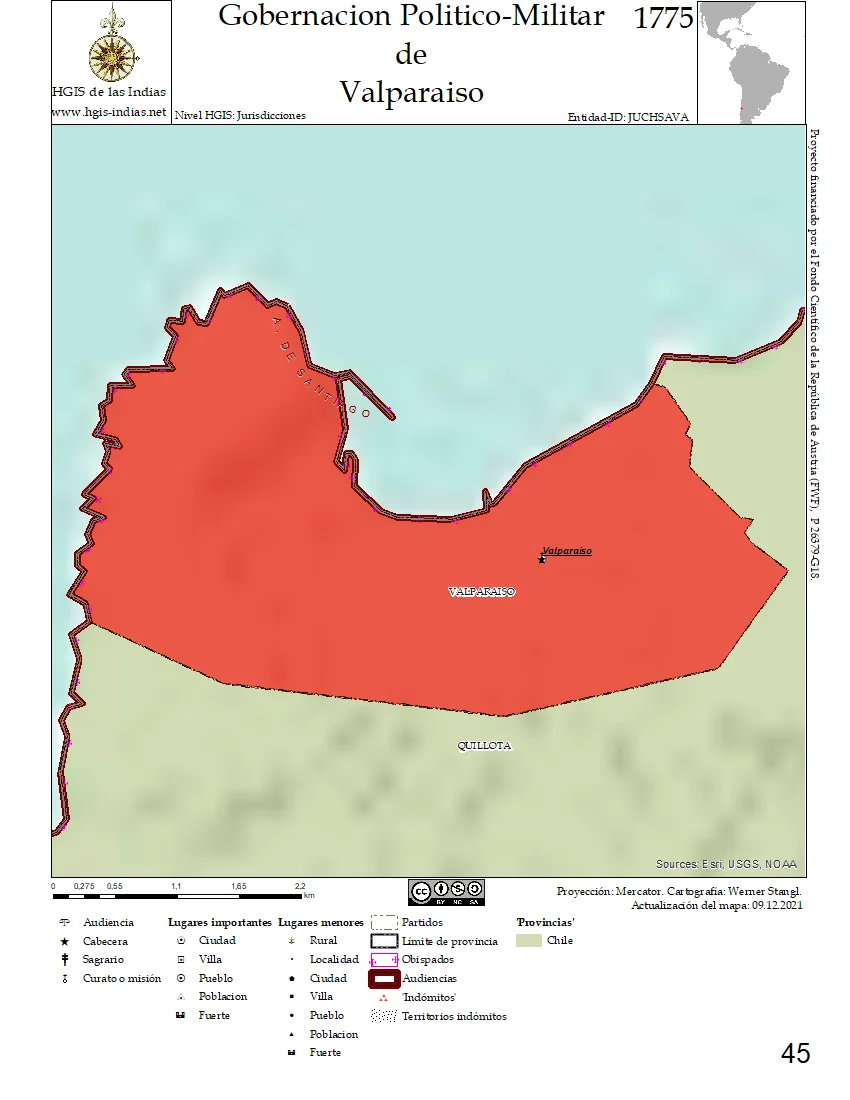 Gobernacion Politico-Militar
de
Valparaiso
1775
HGIS de las Indias
www.hgis-indias.net
Nivel HGIS: Jurisdicciones
Entidad-ID: JUCHSAVA
Proyecto financiado por el Fondo Científico de la República de Austria (FWF), P 26379-G18.
A. DE SANTIAGO
Valparaiso
VALPARAISO
QUILLOTA
Sources: Esri, USGS, NOAA
0 0,275 0,55 1,1 1,65 2,2
km
CC BY NC SA
Proyección: Mercator. Cartografía: Werner Stangl.
Actualización del mapa: 09.12.2021
Audiencia
Cabecera
Sagrario
Curato o misión
Lugares importantes
Ciudad
Villa
Pueblo
Poblacion
Fuerte
Lugares menores
Rural
Localidad
Ciudad
Villa
Pueblo
Poblacion
Fuerte
Partidos
Límite de provincia
Obispados
Audiencias
'Indómitos'
Territorios indómitos
'Provincias'
Chile
45